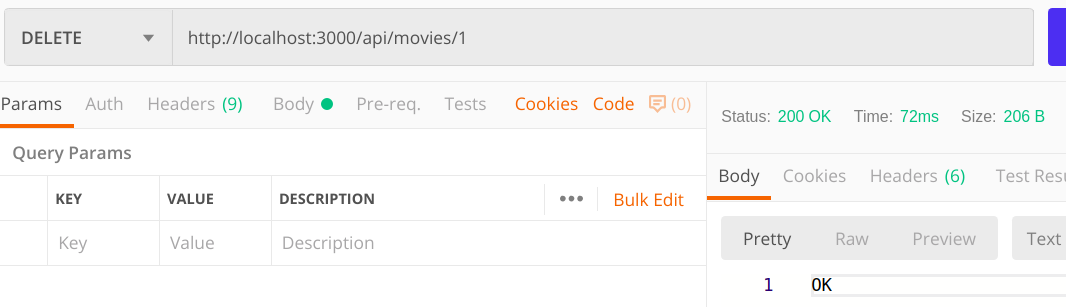 DELETE http://localhost:3000/api/movies/1
Params Auth Headers (9) Body Pre-req. Tests Cookies Code (0)
Status: 200 OK Time: 72ms Size: 206 B
Query Params
KEY VALUE DESCRIPTION ••• Bulk Edit
Key Value Description
Body Cookies Headers (6) Test Resu
Pretty Raw Preview Text
1 OK